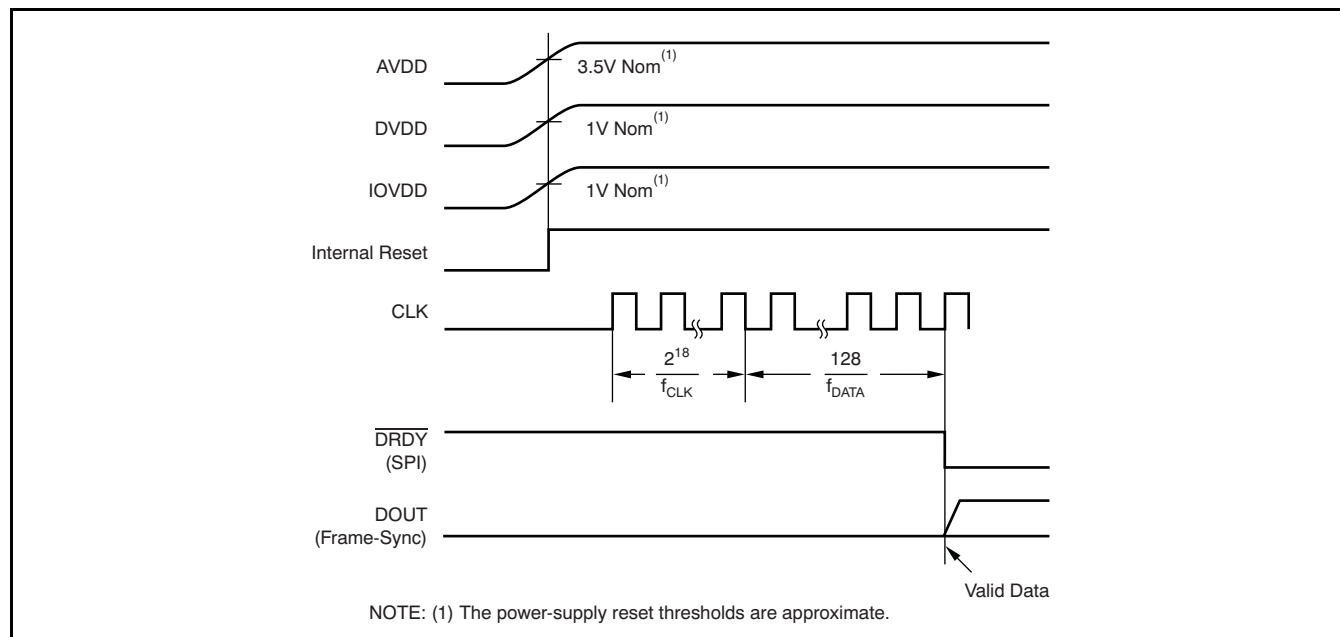 AVDD
3.5V Nom(1)
DVDD
1V Nom(1)
IOVDD
1V Nom(1)
Internal Reset
CLK
2^18
f_CLK
128
f_DATA
DRDY
(SPI)
DOUT
(Frame-Sync)
Valid Data
NOTE: (1) The power-supply reset thresholds are approximate.